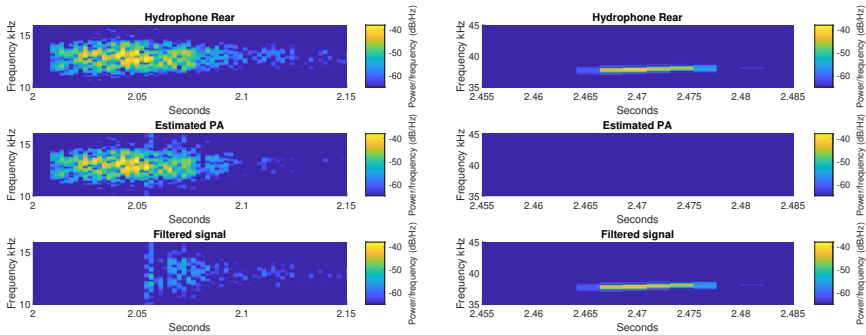 Hydrophone Rear
Frequency kHz
15
10
2
2.05
2.1
2.15
Seconds
-40
-50
-60
Power/frequency (dB/Hz)
Hydrophone Rear
Frequency kHz
45
40
35
2.455
2.46
2.465
2.47
2.475
2.48
2.485
Seconds
-40
-50
-60
Power/frequency (dB/Hz)
Estimated PA
Frequency kHz
15
10
2
2.05
2.1
2.15
Seconds
-40
-50
-60
Power/frequency (dB/Hz)
Estimated PA
Frequency kHz
45
40
35
2.455
2.46
2.465
2.47
2.475
2.48
2.485
Seconds
-40
-50
-60
Power/frequency (dB/Hz)
Filtered signal
Frequency kHz
15
10
2
2.05
2.1
2.15
Seconds
-40
-50
-60
Power/frequency (dB/Hz)
Filtered signal
Frequency kHz
45
40
35
2.455
2.46
2.465
2.47
2.475
2.48
2.485
Seconds
-40
-50
-60
Power/frequency (dB/Hz)